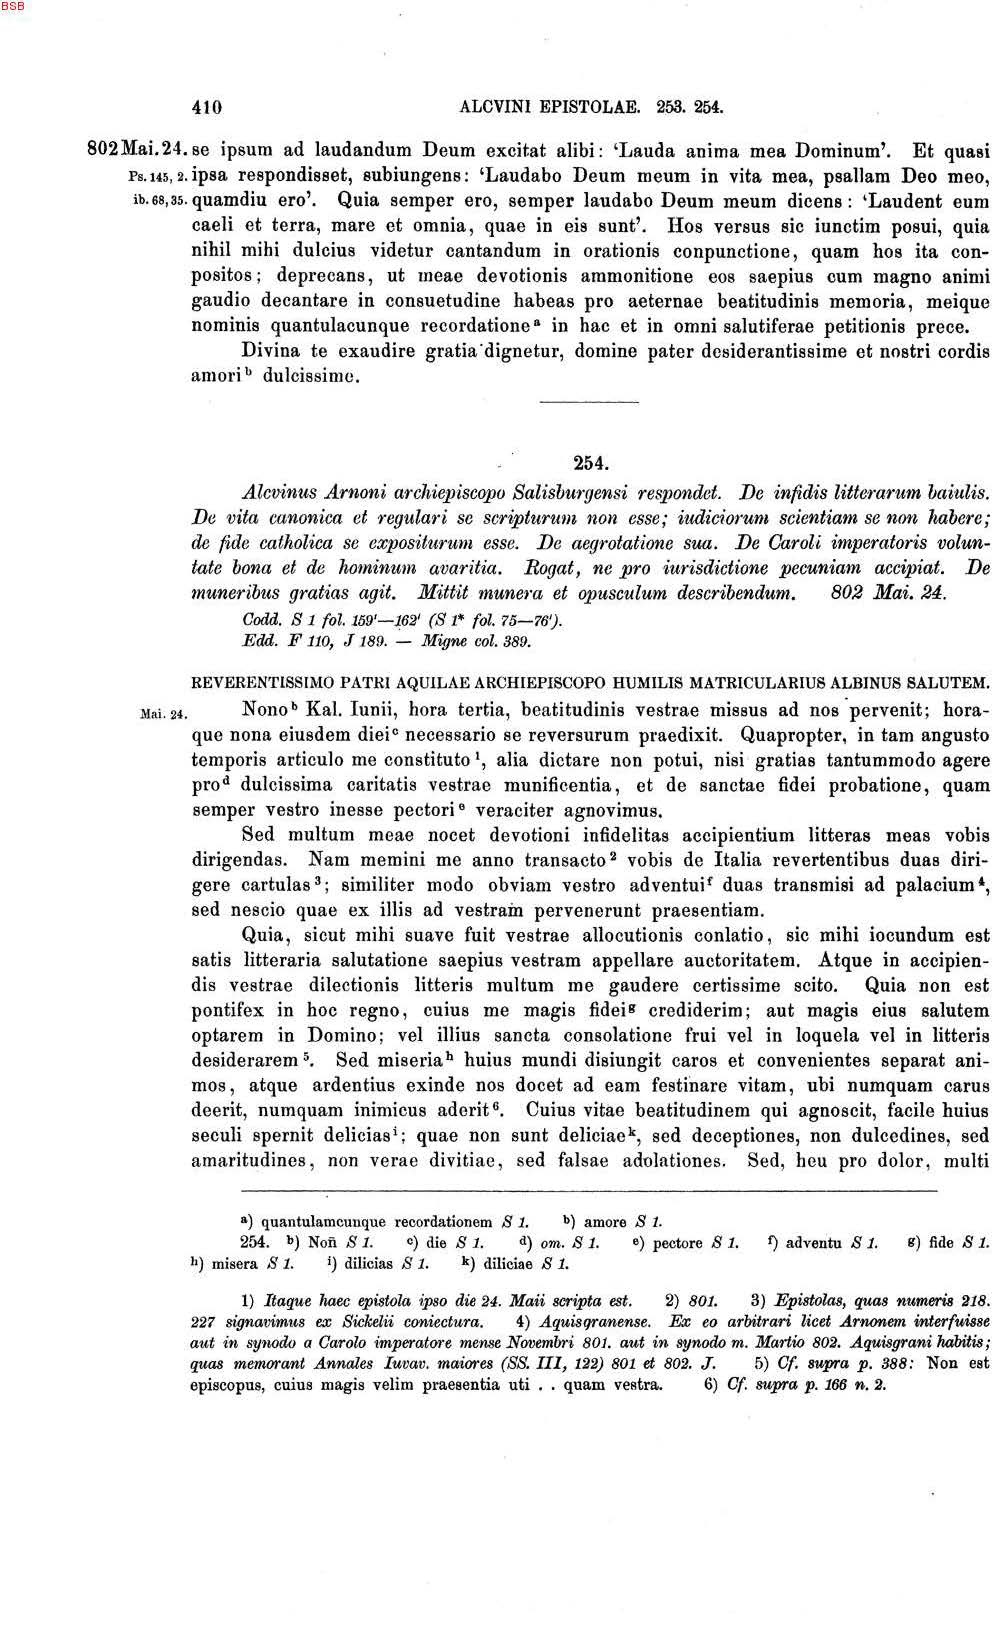 BSB
410 ALCVINI EPISTOLAE. 253. 254.
802 Mai. 24. se ipsum ad laudandum Deum excitat alibi: ‘Lauda anima mea Dominum’. Et quasi
Ps. 145, 2. ipsa respondisset, subiungens: ‘Laudabo Deum meum in vita mea, psallam Deo meo,
ib. 68, 35. quamdiu ero’. Quia semper ero, semper laudabo Deum meum dicens: ‘Laudent eum
caeli et terra, mare et omnia, quae in eis sunt’. Hos versus sic iunctim posui, quia
nihil mihi dulcius videtur cantandum in orationis conpunctione, quam hos ita con-
positos; deprecans, ut meae devotionis ammonitione eos saepius cum magno animi
gaudio decantare in consuetudine habeas pro aeternae beatitudinis memoria, meique
nominis quantulacunque recordatione a in hac et in omni salutiferae petitionis prece.
Divina te exaudire gratia dignetur, domine pater desiderantissime et nostri cordis
amori b dulcissime.
254.
Alcvinus Arnoni archiepiscopo Salisburgensi respondet. De infidis litterarum baiulis.
De vita canonica et regulari se scripturum non esse; iudiciorum scientiam se non habere;
de fide catholica se expositurum esse. De aegrotatione sua. De Caroli imperatoris volun-
tate bona et de hominum avaritia. Rogat, ne pro iurisdictione pecuniam accipiat. De
muneribus gratias agit. Mittit munera et opusculum describendum. 802 Mai. 24.
Codd. S 1 fol. 159'—162' (S 1* fol. 75—76').
Edd. F 110, J 189. — Migne col. 389.
REVERENTISSIMO PATRI AQUILAE ARCHIEPISCOPO HUMILIS MATRICULARIUS ALBINUS SALUTEM.
Mai. 24. Nono b Kal. Iunii, hora tertia, beatitudinis vestrae missus ad nos pervenit; hora-
que nona eiusdem diei c necessario se reversurum praedixit. Quapropter, in tam angusto
temporis articulo me constituto 1, alia dictare non potui, nisi gratias tantummodo agere
pro d dulcissima caritatis vestrae munificentia, et de sanctae fidei probatione, quam
semper vestro inesse pectori e veraciter agnovimus.
Sed multum meae nocet devotioni infidelitas accipientium litteras meas vobis
dirigendas. Nam memini me anno transacto 2 vobis de Italia revertentibus duas diri-
gere cartulas 3; similiter modo obviam vestro adventui f duas transmisi ad palacium 4,
sed nescio quae ex illis ad vestram pervenerunt praesentiam.
Quia, sicut mihi suave fuit vestrae allocutionis conlatio, sic mihi iocundum est
satis litteraria salutatione saepius vestram appellare auctoritatem. Atque in accipien-
dis vestrae dilectionis litteris multum me gaudere certissime scito. Quia non est
pontifex in hoc regno, cuius me magis fidei g crediderim; aut magis eius salutem
optarem in Domino; vel illius sancta consolatione frui vel in loquela vel in litteris
desiderarem 5. Sed miseria h huius mundi disiungit caros et convenientes separat ani-
mos, atque ardentius exinde nos docet ad eam festinare vitam, ubi numquam carus
deerit, numquam inimicus aderit 6. Cuius vitae beatitudinem qui agnoscit, facile huius
seculi spernit delicias i; quae non sunt deliciae k, sed deceptiones, non dulcedines, sed
amaritudines, non verae divitiae, sed falsae adolationes. Sed, heu pro dolor, multi
a) quantulamcunque recordationem S 1. b) amore S 1.
254. b) Non̄ S 1. c) die S 1. d) om. S 1. e) pectore S 1. f) adventu S 1. g) fide S 1.
h) misera S 1. i) dilicias S 1. k) diliciae S 1.
1) Itaque haec epistola ipso die 24. Maii scripta est. 2) 801. 3) Epistolas, quas numeris 218.
227 signavimus ex Sickelii coniectura. 4) Aquisgranense. Ex eo arbitrari licet Arnonem interfuisse
aut in synodo a Carolo imperatore mense Novembri 801. aut in synodo m. Martio 802. Aquisgrani habitis;
quas memorant Annales Iuvav. maiores (SS. III, 122) 801 et 802. J. 5) Cf. supra p. 388: Non est
episcopus, cuius magis velim praesentia uti . . quam vestra. 6) Cf. supra p. 166 n. 2.